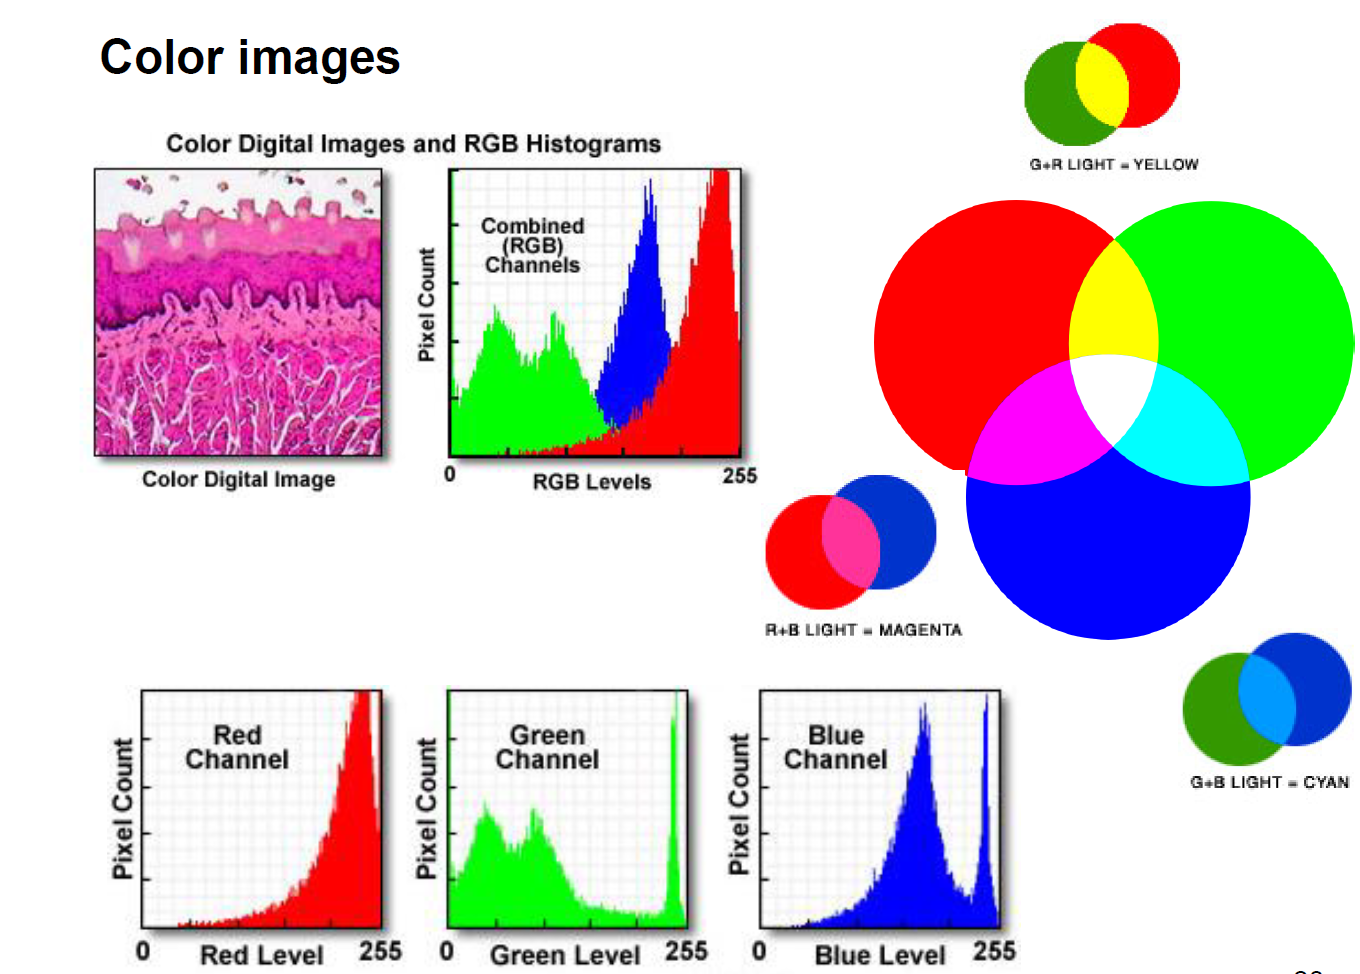 Color images
Color Digital Images and RGB Histograms
Combined
(RGB)
Channels
Pixel Count
0
255
RGB Levels
Color Digital Image
G+R LIGHT = YELLOW
R+B LIGHT = MAGENTA
G+B LIGHT = CYAN
Red
Channel
Pixel Count
0
255
Red Level
Green
Channel
Pixel Count
0
255
Green Level
Blue
Channel
Pixel Count
0
255
Blue Level